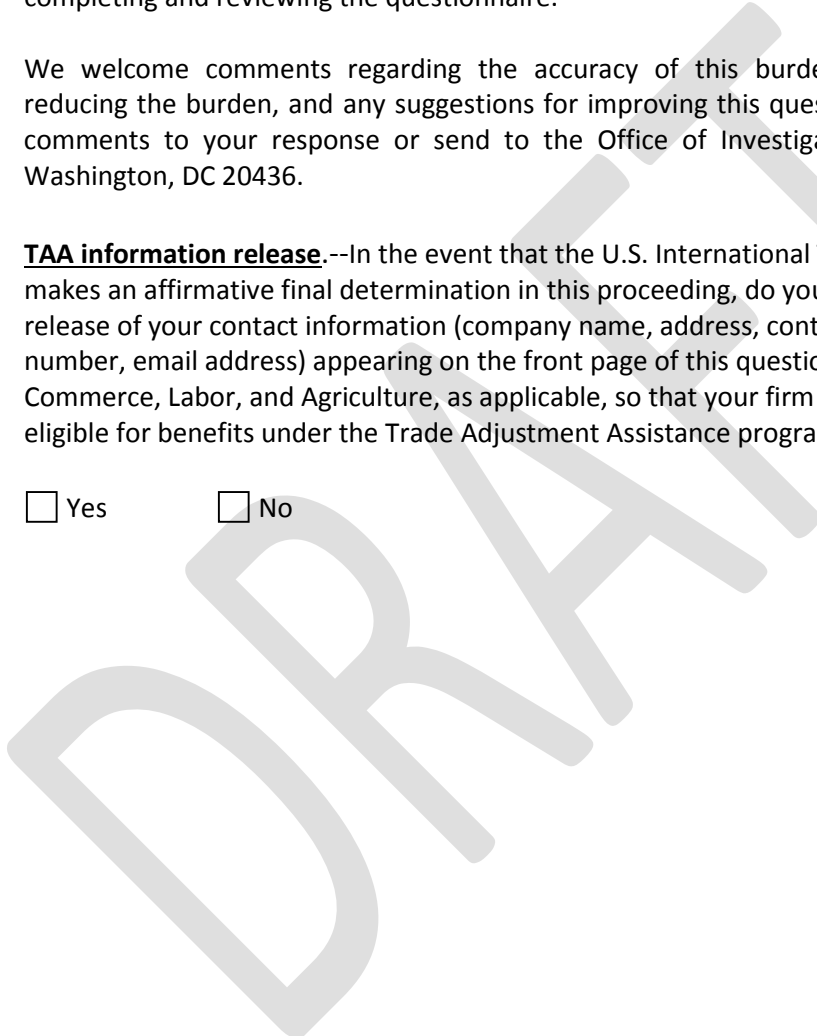 completing and reviewing the questionnaire.
We welcome comments regarding the accuracy of this burde
reducing the burden, and any suggestions for improving this ques
comments to your response or send to the Office of Investiga
Washington, DC 20436.
TAA information release.--In the event that the U.S. International
makes an affirmative final determination in this proceeding, do you
release of your contact information (company name, address, cont
number, email address) appearing on the front page of this questio
Commerce, Labor, and Agriculture, as applicable, so that your firm
eligible for benefits under the Trade Adjustment Assistance progra
Yes No
DRAFT